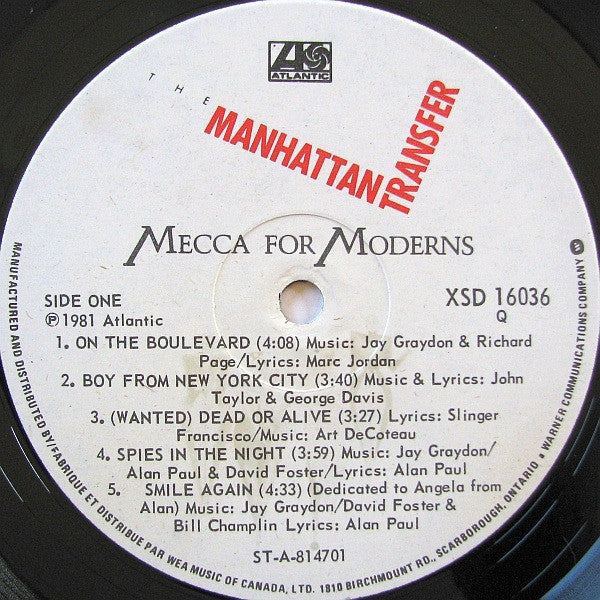 ATLANTIC
THE
MANHATTAN
TRANSFER
MECCA FOR MODERNS
SIDE ONE
XSD 16036
Ⓟ 1981 Atlantic
Q
1. ON THE BOULEVARD (4:08) Music: Jay Graydon & Richard
Page/Lyrics: Marc Jordan
2. BOY FROM NEW YORK CITY (3:40) Music & Lyrics: John
Taylor & George Davis
3. (WANTED) DEAD OR ALIVE (3:27) Lyrics: Slinger
Francisco/Music: Art DeCoteau
4. SPIES IN THE NIGHT (3:59) Music: Jay Graydon/
Alan Paul & David Foster/Lyrics: Alan Paul
5. SMILE AGAIN (4:33) (Dedicated to Angela from
Alan) Music: Jay Graydon/David Foster &
Bill Champlin Lyrics: Alan Paul
ST-A-814701
MANUFACTURED AND DISTRIBUTED BY/FABRIQUE ET DISTRIBUE PAR WEA MUSIC OF CANADA, LTD. 1810 BIRCHMOUNT RD., SCARBOROUGH, ONTARIO • A WARNER COMMUNICATIONS COMPANY